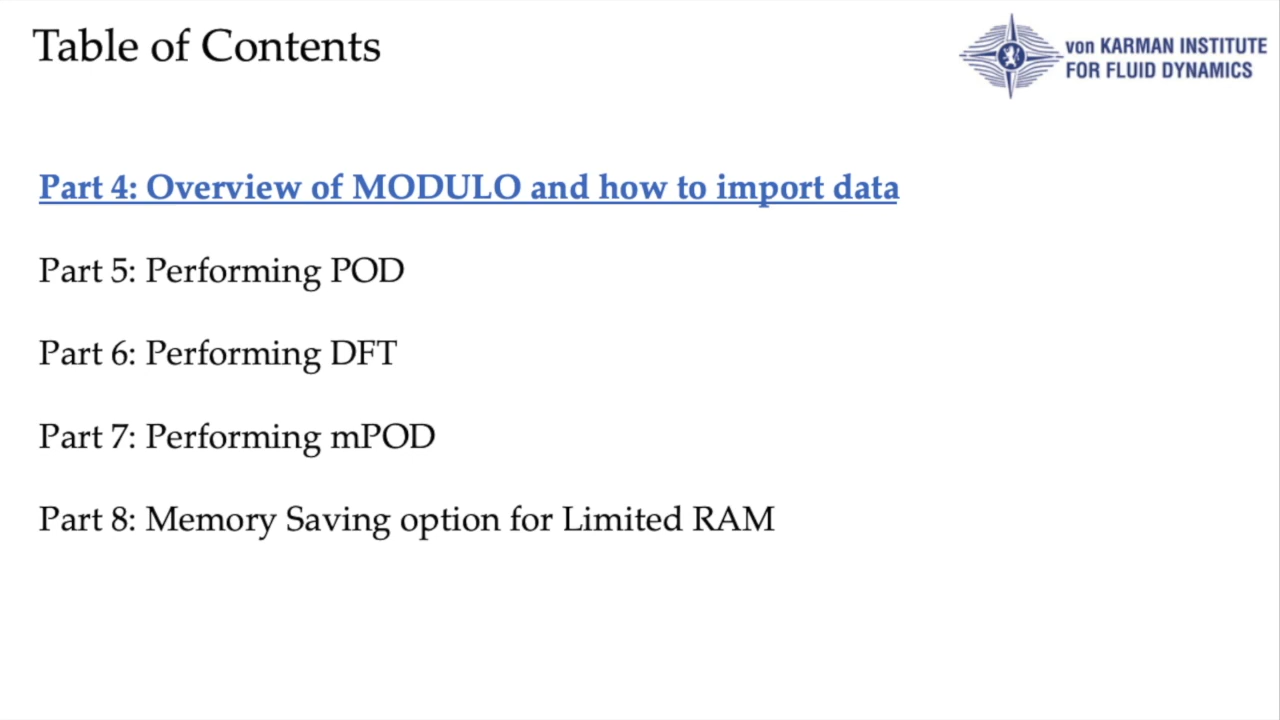 Table of Contents
von KARMAN INSTITUTE
FOR FLUID DYNAMICS
Part 4: Overview of MODULO and how to import data
Part 5: Performing POD
Part 6: Performing DFT
Part 7: Performing mPOD
Part 8: Memory Saving option for Limited RAM